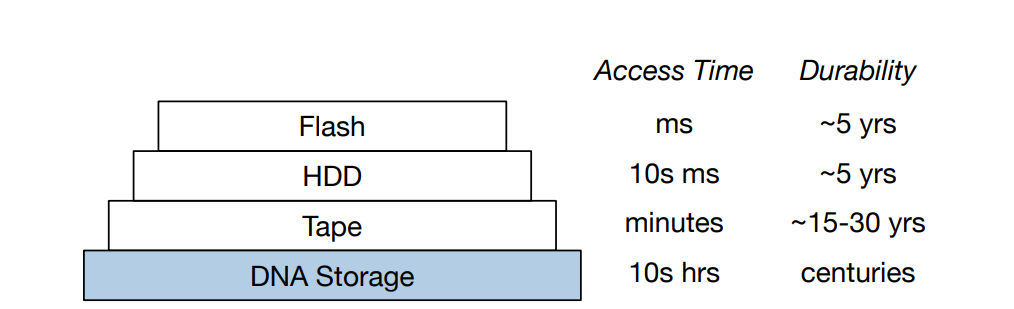 Access Time Durability
Flash ms ~5 yrs
HDD 10s ms ~5 yrs
Tape minutes ~15-30 yrs
DNA Storage 10s hrs centuries